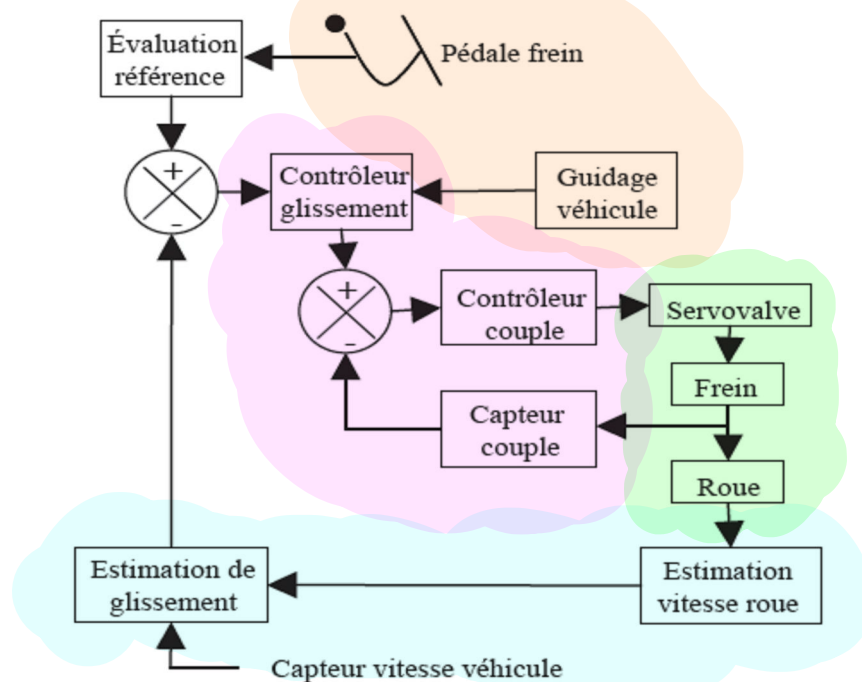 Évaluation
référence
Pédale frein
+
-
Contrôleur
glissement
Guidage
véhicule
+
-
Contrôleur
couple
Servovalve
Frein
Capteur
couple
Roue
Estimation de
glissement
Estimation
vitesse roue
Capteur vitesse véhicule